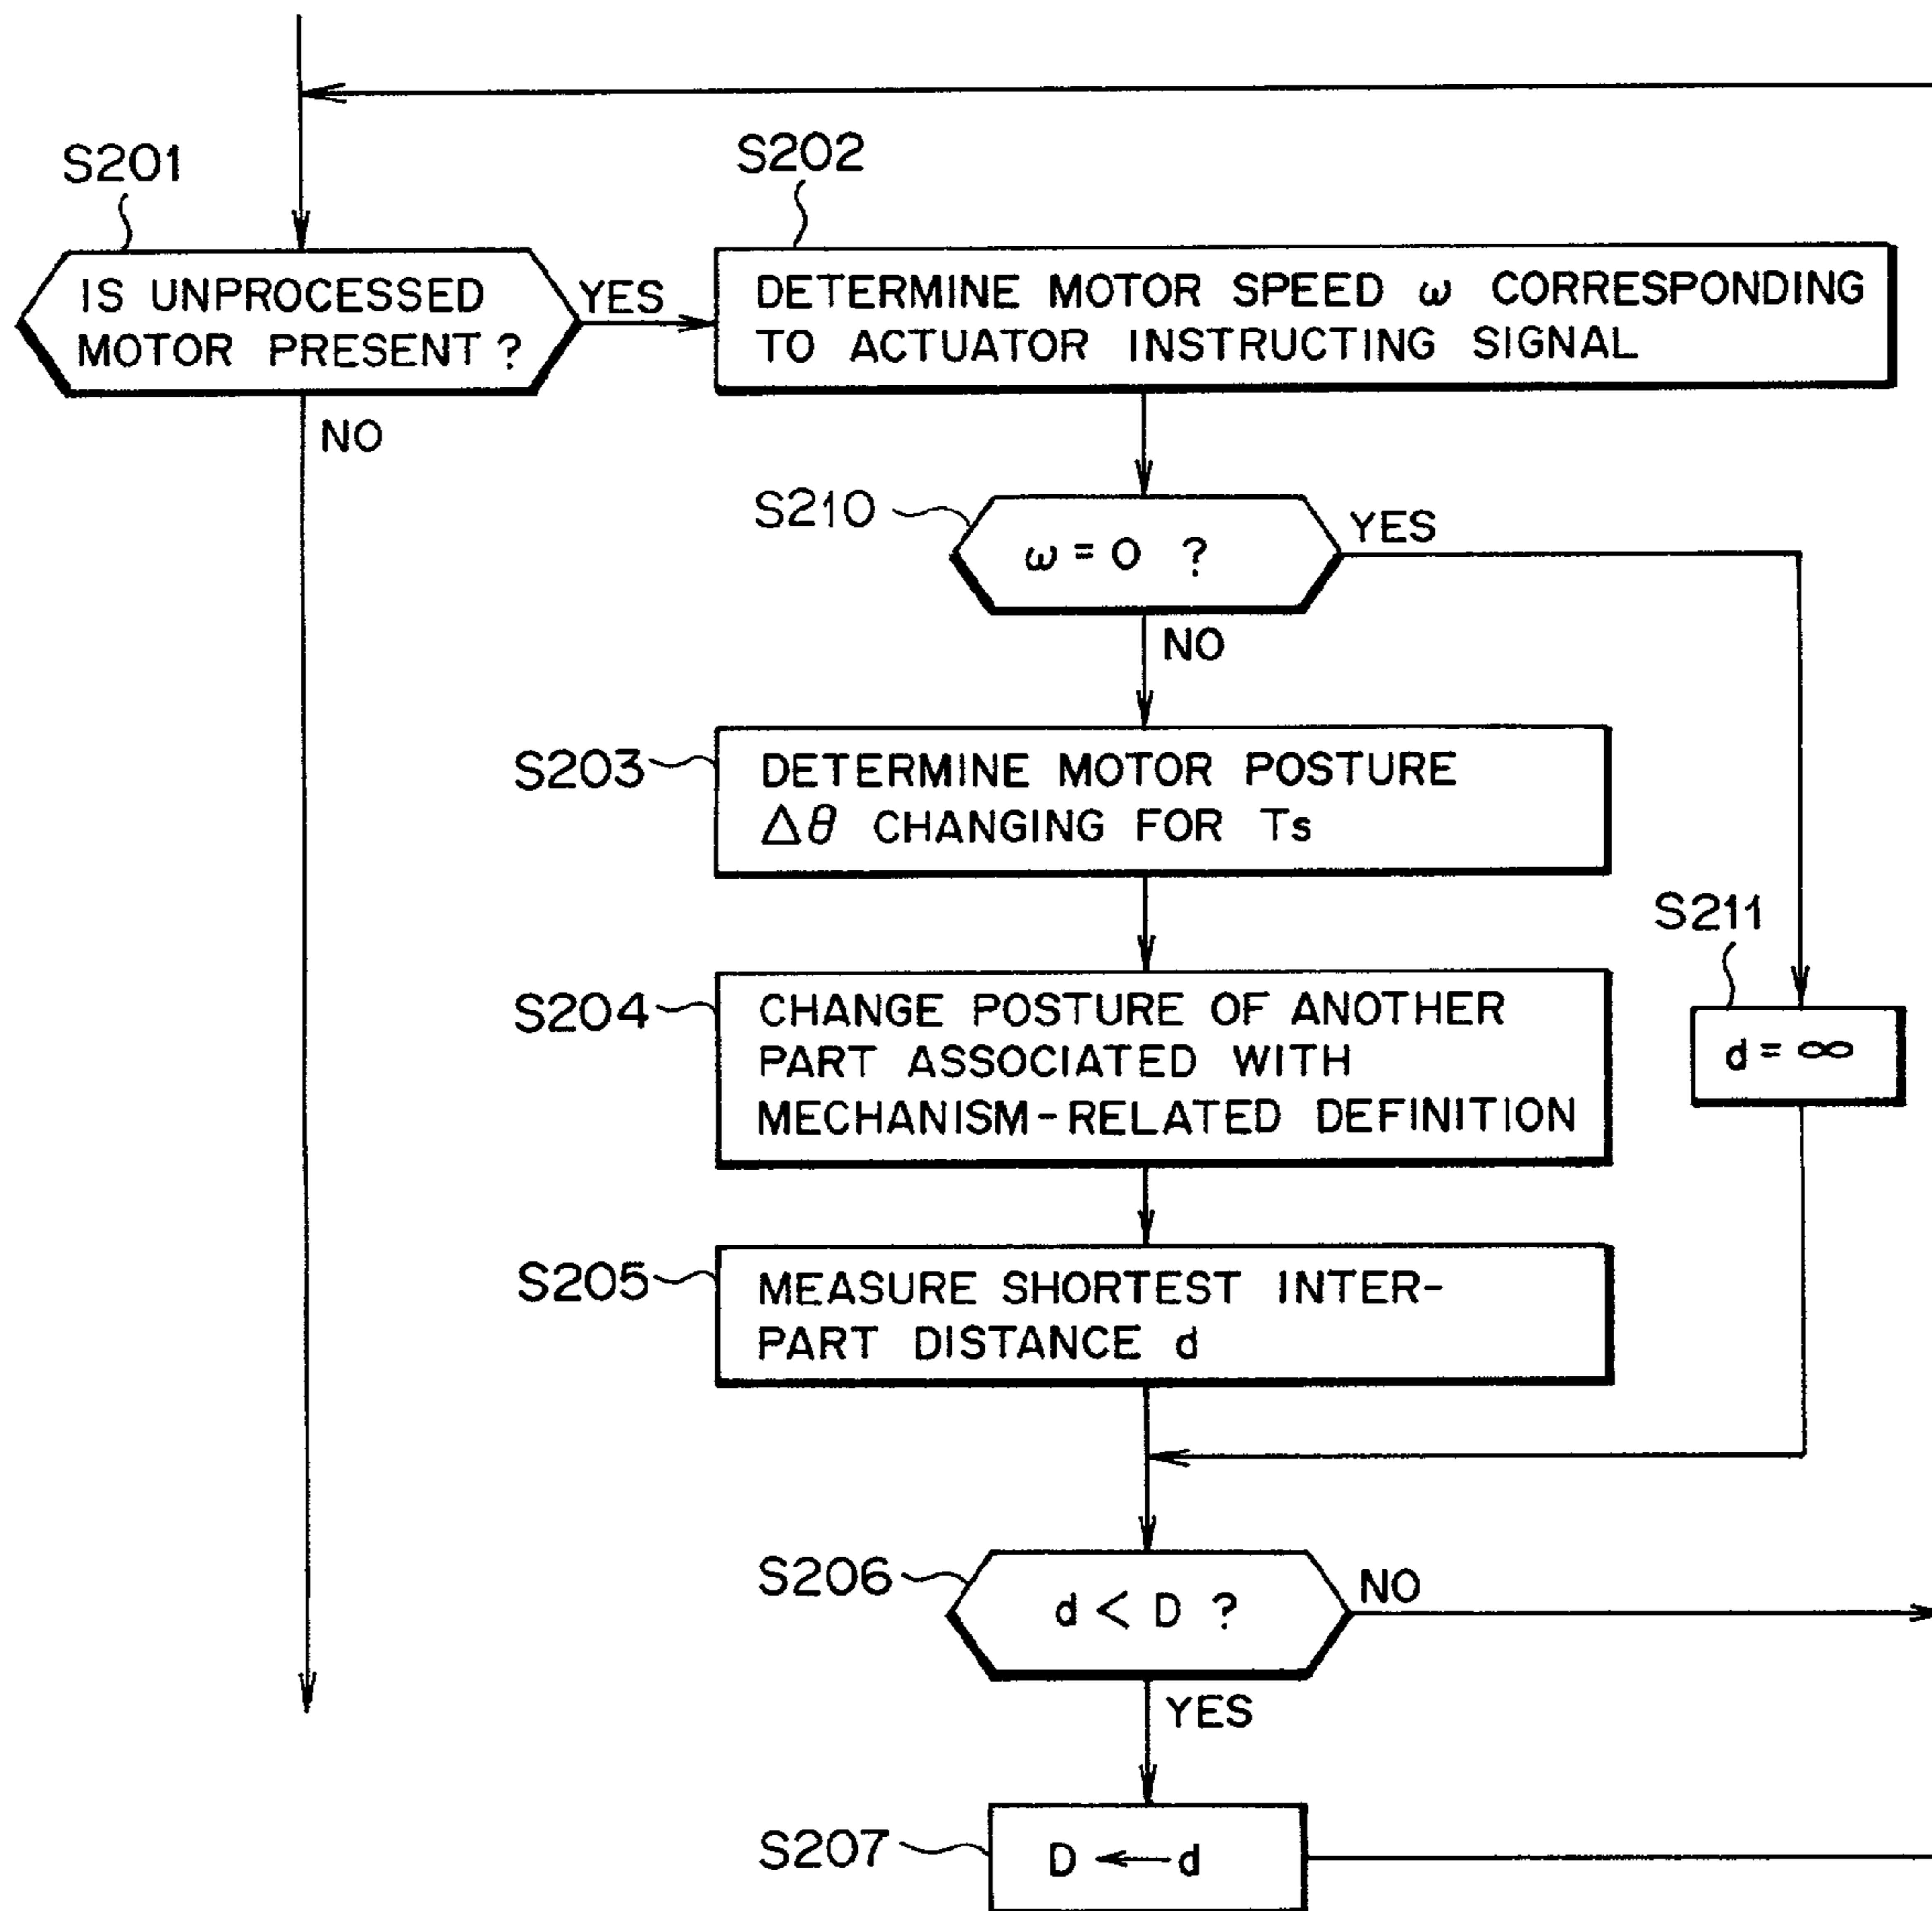 S201
IS UNPROCESSED
MOTOR PRESENT ?
YES
NO
S202
DETERMINE MOTOR SPEED ω CORRESPONDING
TO ACTUATOR INSTRUCTING SIGNAL
S210
ω = 0 ?
YES
NO
S203
DETERMINE MOTOR POSTURE
Δθ CHANGING FOR Ts
S211
d = ∞
S204
CHANGE POSTURE OF ANOTHER
PART ASSOCIATED WITH
MECHANISM-RELATED DEFINITION
S205
MEASURE SHORTEST INTER-
PART DISTANCE d
S206
d < D ?
NO
YES
S207
D ← d